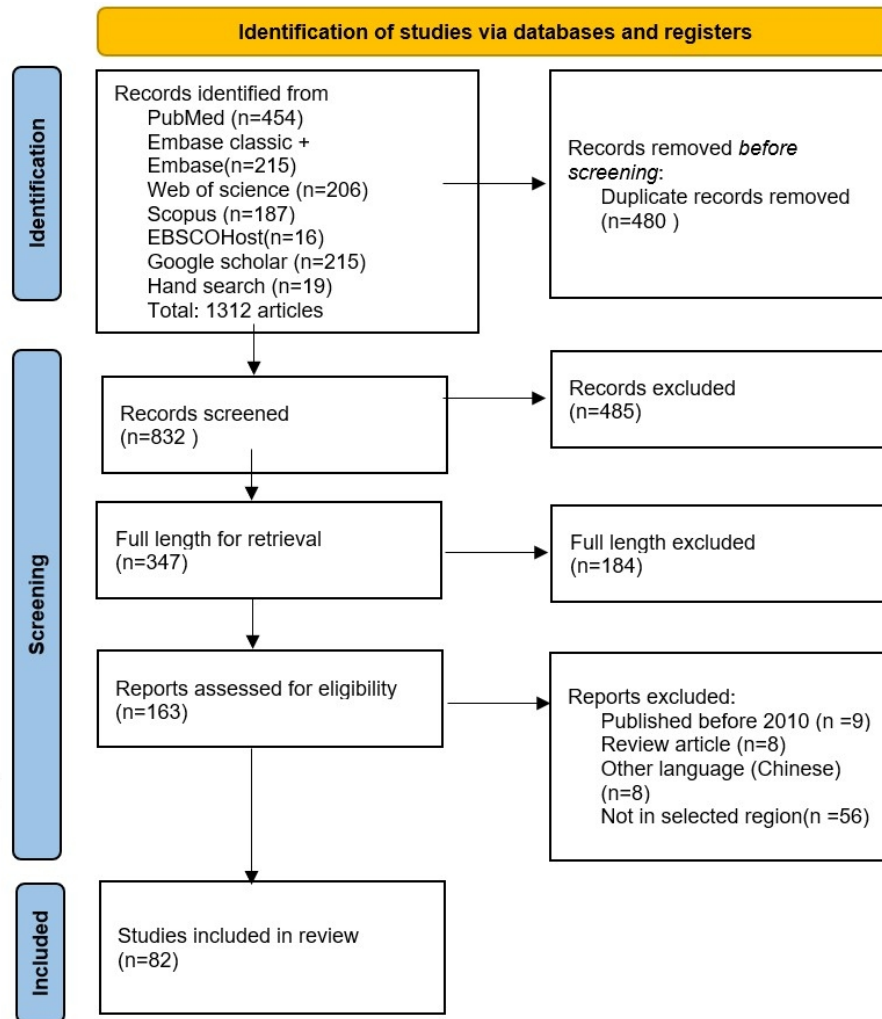 Identification of studies via databases and registers
Identification
Records identified from
PubMed (n=454)
Embase classic +
Embase(n=215)
Web of science (n=206)
Scopus (n=187)
EBSCOHost(n=16)
Google scholar (n=215)
Hand search (n=19)
Total: 1312 articles
Records removed before
screening:
Duplicate records removed
(n=480 )
Screening
Records screened
(n=832 )
Records excluded
(n=485)
Full length for retrieval
(n=347)
Full length excluded
(n=184)
Reports assessed for eligibility
(n=163)
Reports excluded:
Published before 2010 (n =9)
Review article (n=8)
Other language (Chinese)
(n=8)
Not in selected region(n =56)
Included
Studies included in review
(n=82)